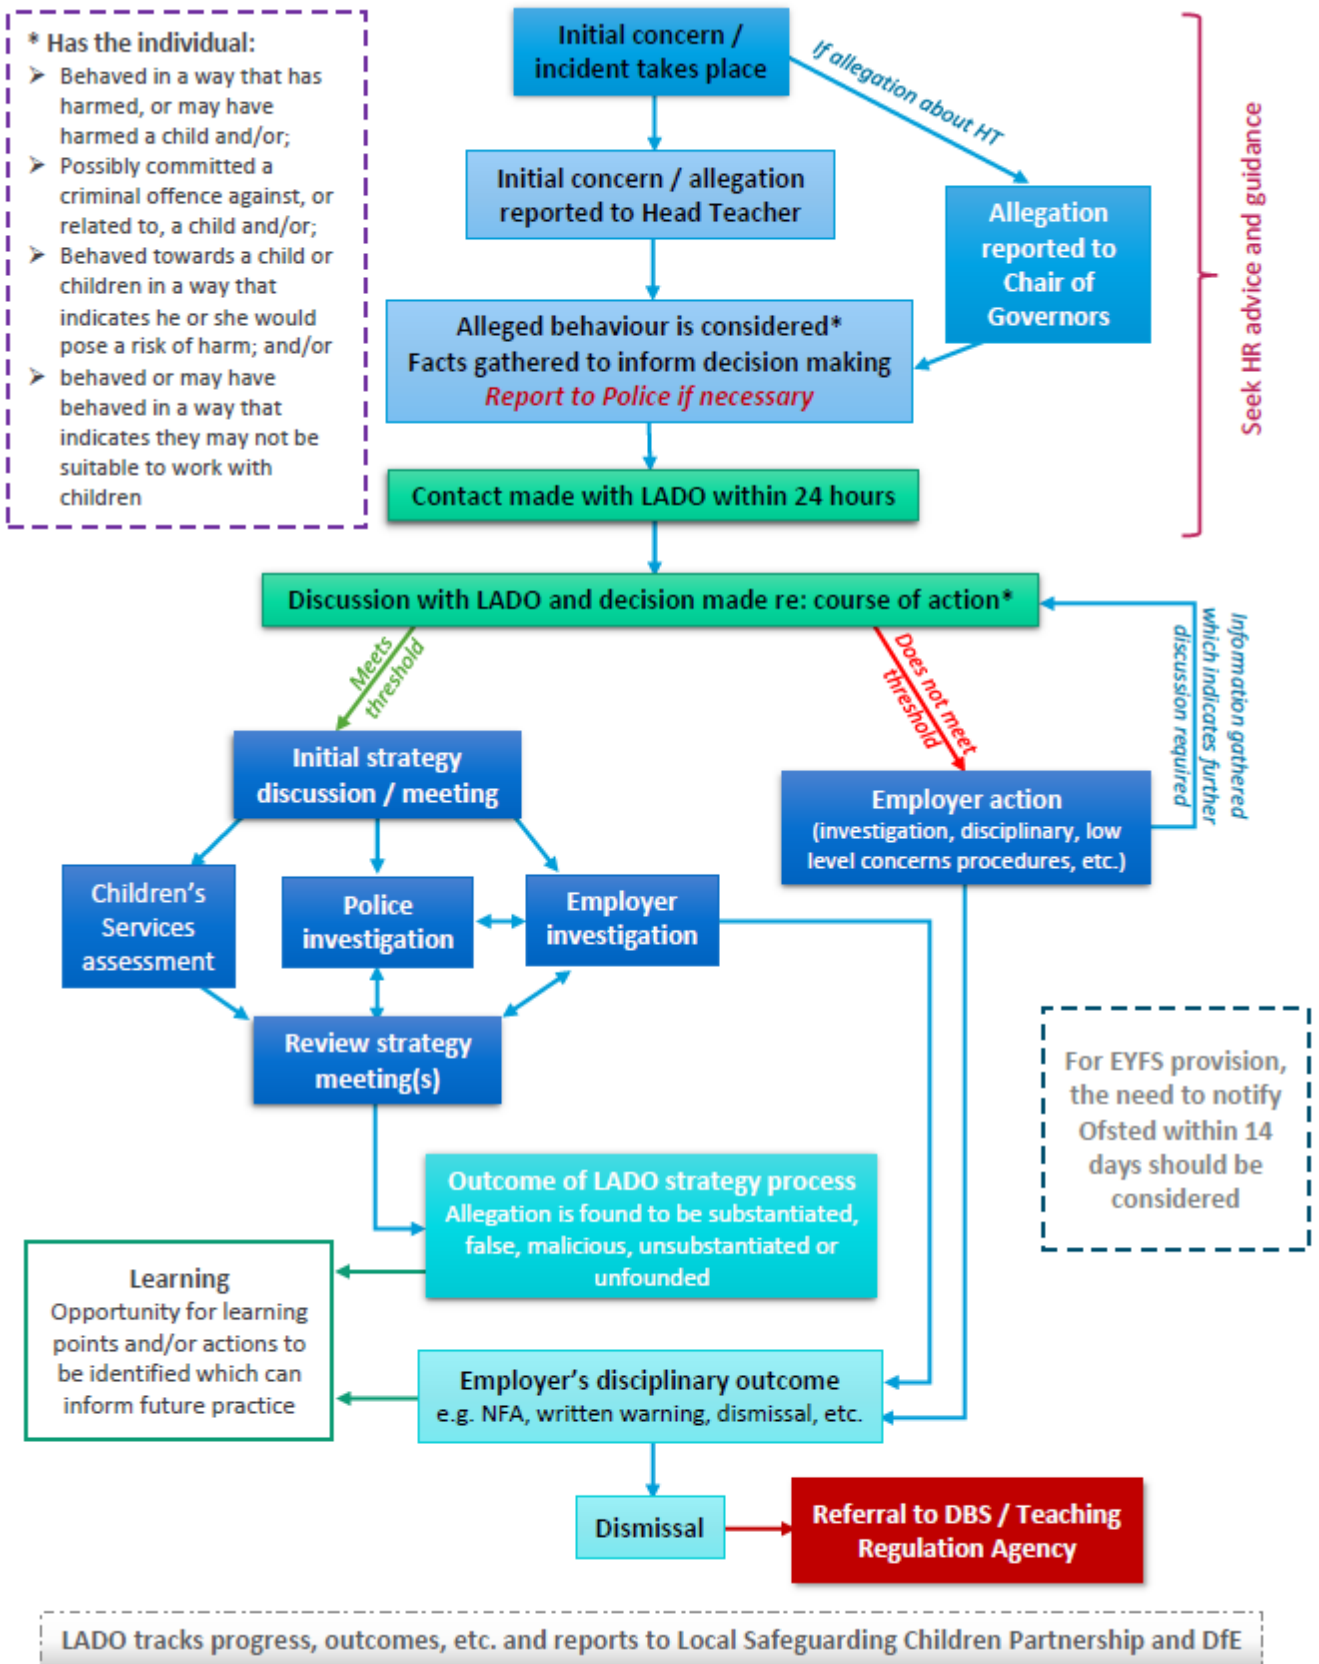 * Has the individual:
➤ Behaved in a way that has
harmed, or may have
harmed a child and/or;
➤ Possibly committed a
criminal offence against, or
related to, a child and/or;
➤ Behaved towards a child or
children in a way that
indicates he or she would
pose a risk of harm; and/or
➤ behaved or may have
behaved in a way that
indicates they may not be
suitable to work with
children
Initial concern /
incident takes place
If allegation about HT
Initial concern / allegation
reported to Head Teacher
Allegation
reported to
Chair of
Governors
Seek HR advice and guidance
Alleged behaviour is considered*
Facts gathered to inform decision making
Report to Police if necessary
Contact made with LADO within 24 hours
Discussion with LADO and decision made re: course of action*
Meets
threshold
Does not meet
threshold
Information gathered
which indicates further
discussion required
Initial strategy
discussion / meeting
Employer action
(investigation, disciplinary, low
level concerns procedures, etc.)
Children's
Services
assessment
Police
investigation
Employer
investigation
Review strategy
meeting(s)
For EYFS provision,
the need to notify
Ofsted within 14
days should be
considered
Outcome of LADO strategy process
Allegation is found to be substantiated,
false, malicious, unsubstantiated or
unfounded
Learning
Opportunity for learning
points and/or actions to
be identified which can
inform future practice
Employer's disciplinary outcome
e.g. NFA, written warning, dismissal, etc.
Dismissal
Referral to DBS / Teaching
Regulation Agency
LADO tracks progress, outcomes, etc. and reports to Local Safeguarding Children Partnership and DfE